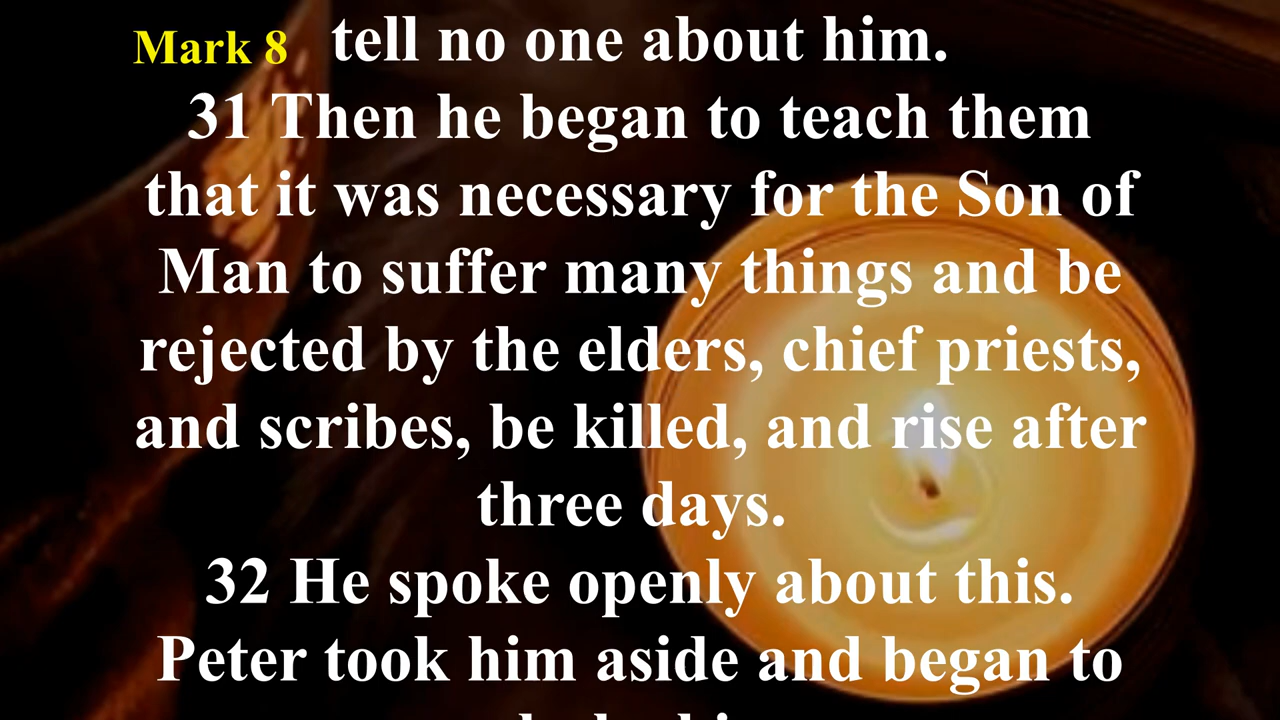 Mark 8 tell no one about him.
31 Then he began to teach them
that it was necessary for the Son of
Man to suffer many things and be
rejected by the elders, chief priests,
and scribes, be killed, and rise after
three days.
32 He spoke openly about this.
Peter took him aside and began to